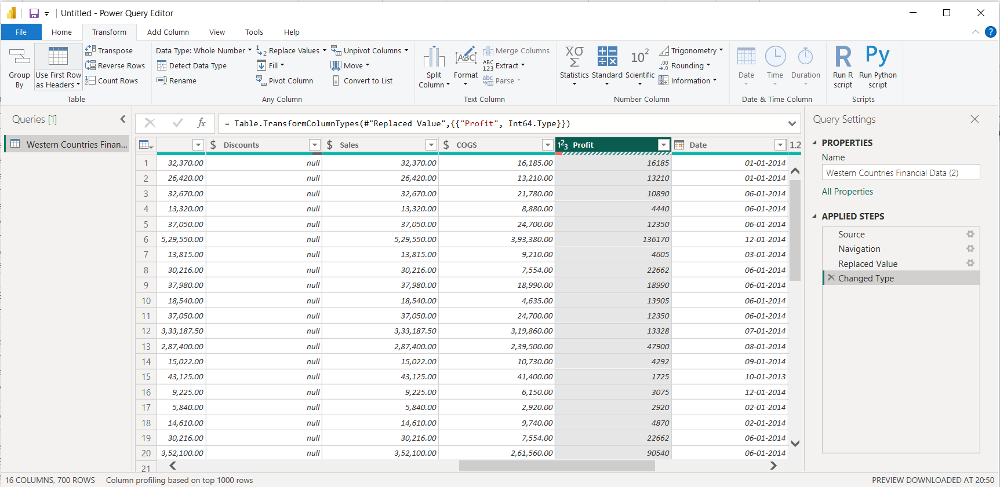 Untitled - Power Query Editor
File Home Transform Add Column View Tools Help
Group By
Use First Row as Headers
Transpose
Reverse Rows
Count Rows
Table
Data Type: Whole Number
Detect Data Type
Rename
Replace Values
Fill
Pivot Column
Unpivot Columns
Move
Convert to List
Any Column
Split Column
Format
Merge Columns
Extract
Parse
Text Column
Statistics
Standard
Scientific
Trigonometry
Rounding
Information
Number Column
Date
Time
Duration
Date & Time Column
Run R script
Run Python script
Scripts
Queries [1]
Western Countries Finan...
= Table.TransformColumnTypes(#"Replaced Value",{{"Profit", Int64.Type}})
$ Discounts $ Sales $ COGS 123 Profit Date 1.2
1 32,370.00 null 32,370.00 16,185.00 16185 01-01-2014
2 26,420.00 null 26,420.00 13,210.00 13210 01-01-2014
3 32,670.00 null 32,670.00 21,780.00 10890 06-01-2014
4 13,320.00 null 13,320.00 8,880.00 4440 06-01-2014
5 37,050.00 null 37,050.00 24,700.00 12350 06-01-2014
6 5,29,550.00 null 5,29,550.00 3,93,380.00 136170 12-01-2014
7 13,815.00 null 13,815.00 9,210.00 4605 03-01-2014
8 30,216.00 null 30,216.00 7,554.00 22662 06-01-2014
9 37,980.00 null 37,980.00 18,990.00 18990 06-01-2014
10 18,540.00 null 18,540.00 4,635.00 13905 06-01-2014
11 37,050.00 null 37,050.00 24,700.00 12350 06-01-2014
12 3,33,187.50 null 3,33,187.50 3,19,860.00 13328 07-01-2014
13 2,87,400.00 null 2,87,400.00 2,39,500.00 47900 08-01-2014
14 15,022.00 null 15,022.00 10,730.00 4292 09-01-2014
15 43,125.00 null 43,125.00 41,400.00 1725 10-01-2013
16 9,225.00 null 9,225.00 6,150.00 3075 12-01-2014
17 5,840.00 null 5,840.00 2,920.00 2920 02-01-2014
18 14,610.00 null 14,610.00 9,740.00 4870 02-01-2014
19 30,216.00 null 30,216.00 7,554.00 22662 06-01-2014
20 3,52,100.00 null 3,52,100.00 2,61,560.00 90540 06-01-2014
21
Query Settings
PROPERTIES
Name
Western Countries Financial Data (2)
All Properties
APPLIED STEPS
Source
Navigation
Replaced Value
Changed Type
16 COLUMNS, 700 ROWS Column profiling based on top 1000 rows
PREVIEW DOWNLOADED AT 20:50